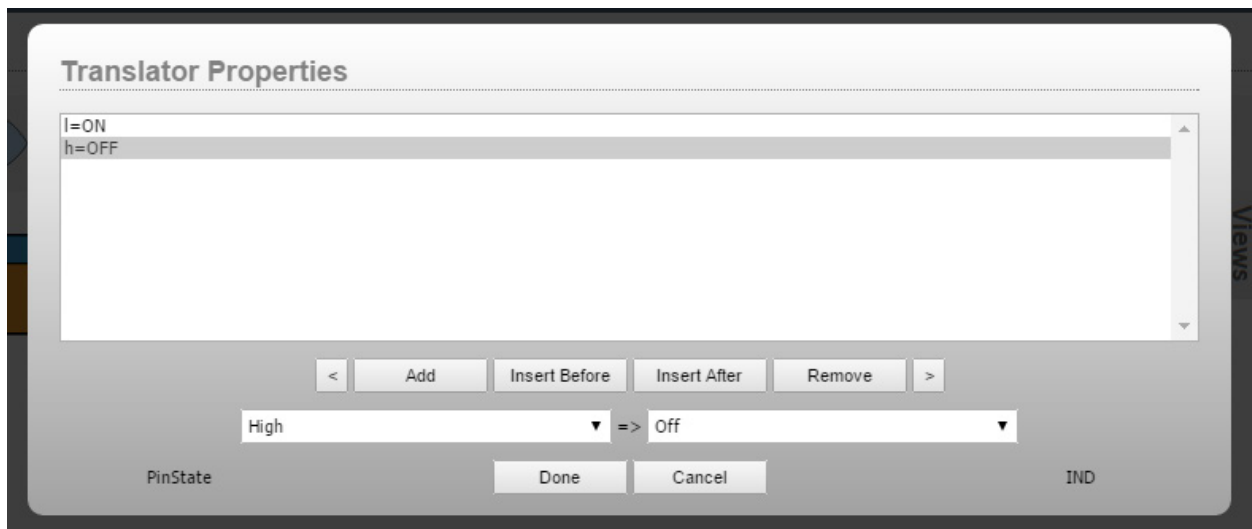 Translator Properties
l=ON
h=OFF
< Add Insert Before Insert After Remove >
High => Off
PinState Done Cancel IND
Views